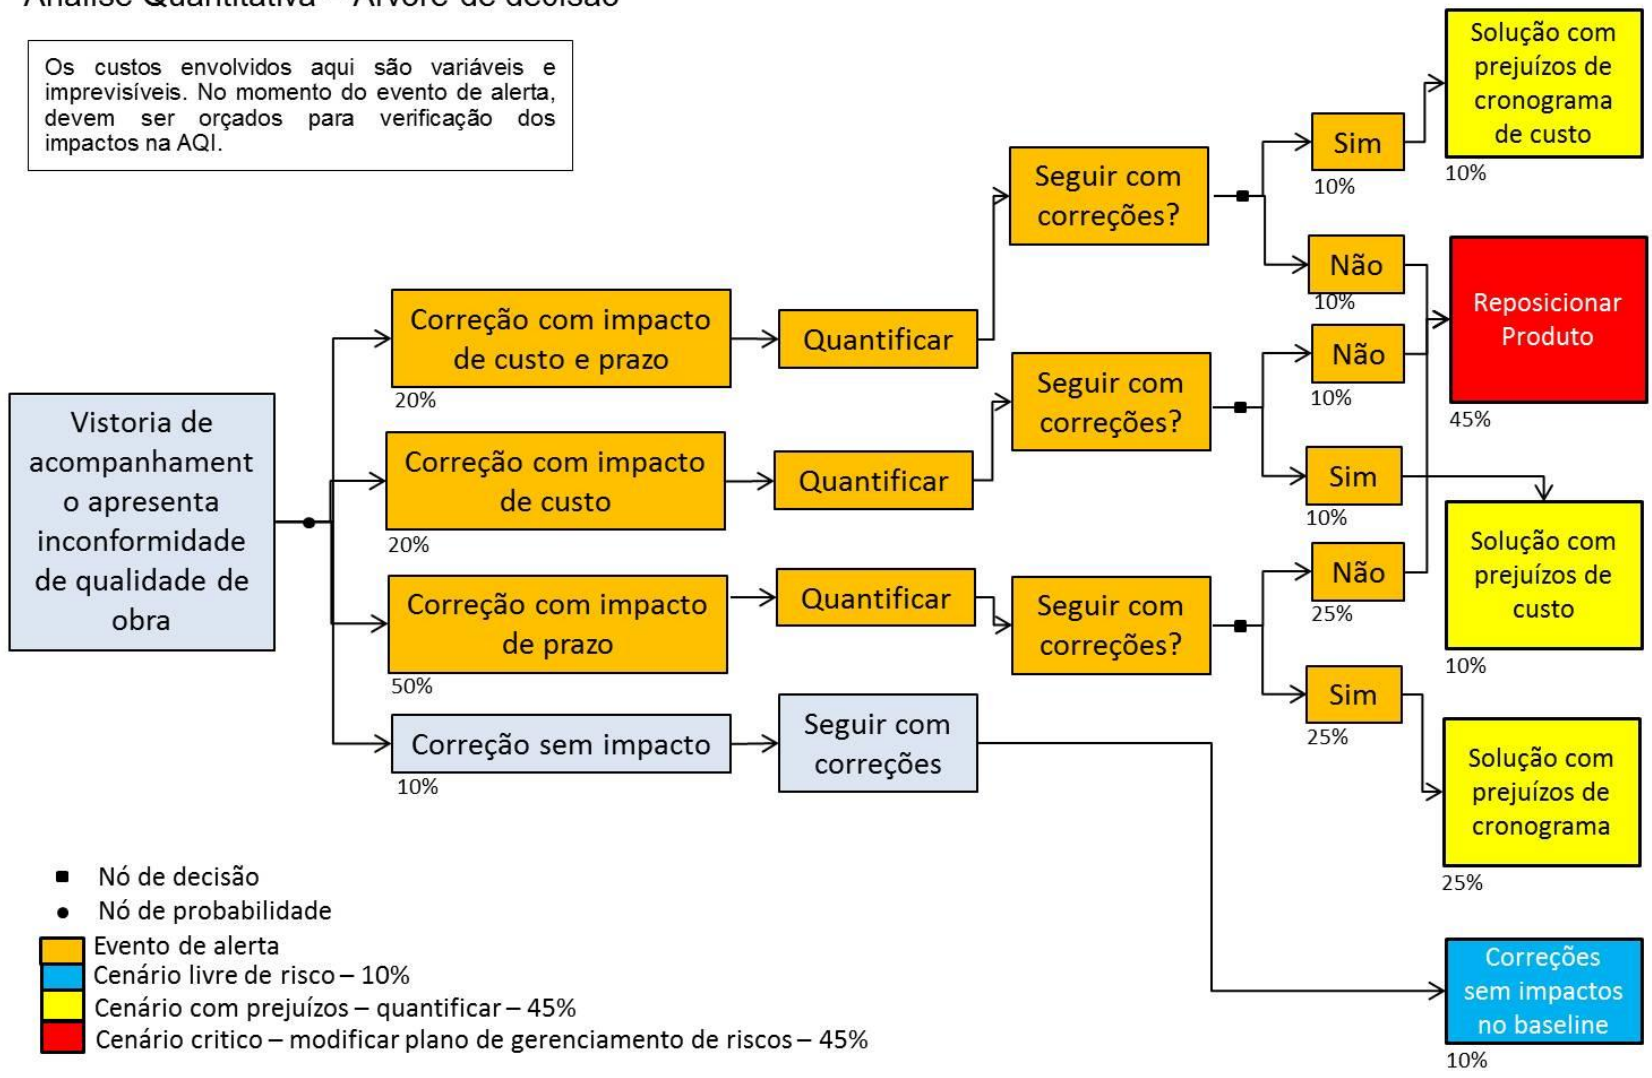 Análise Quantitativa – Árvore de decisão
Os custos envolvidos aqui são variáveis e
imprevisíveis. No momento do evento de alerta,
devem ser orçados para verificação dos
impactos na AQI.
Vistoria de
acompanhament
o apresenta
inconformidade
de qualidade de
obra
Correção com impacto
de custo e prazo
20%
Correção com impacto
de custo
20%
Correção com impacto
de prazo
50%
Correção sem impacto
10%
Quantificar
Quantificar
Quantificar
Seguir com
correções
Seguir com
correções?
Seguir com
correções?
Seguir com
correções?
Sim
10%
Não
10%
Não
10%
Sim
10%
Não
25%
Sim
25%
Solução com
prejuízos de
cronograma
de custo
10%
Reposicionar
Produto
45%
Solução com
prejuízos de
custo
10%
Solução com
prejuízos de
cronograma
25%
Correções
sem impactos
no baseline
10%
Nó de decisão
Nó de probabilidade
Evento de alerta
Cenário livre de risco – 10%
Cenário com prejuízos – quantificar – 45%
Cenário critico – modificar plano de gerenciamento de riscos – 45%